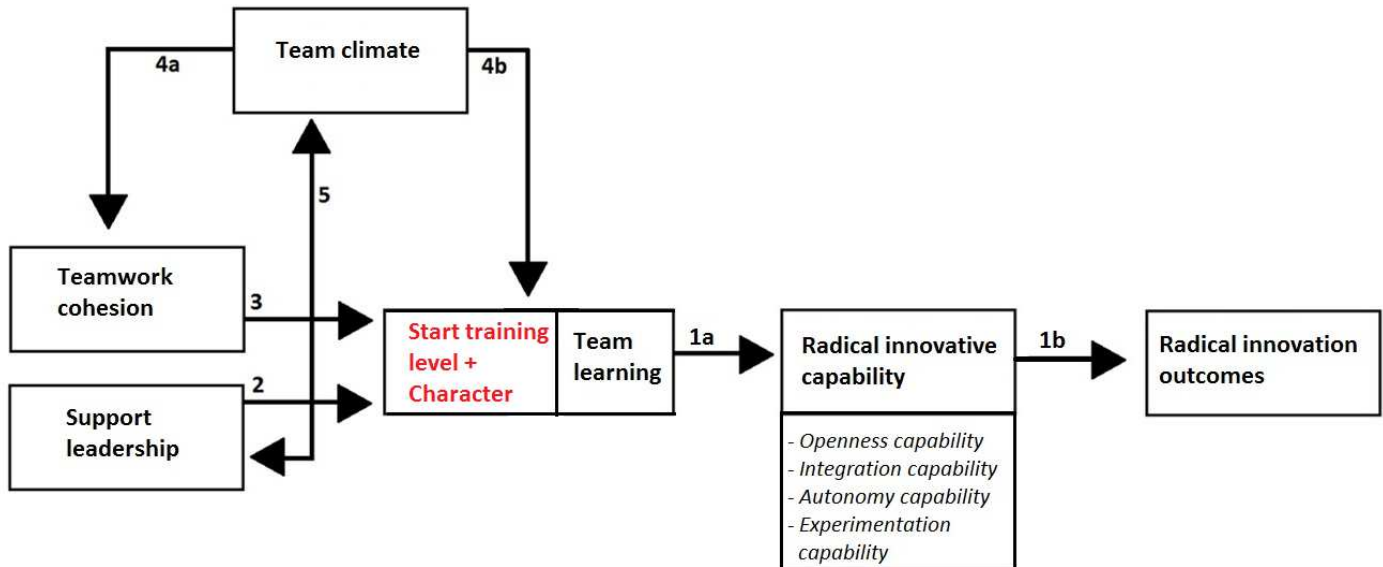 Team climate
4a
4b
5
Teamwork
cohesion
3
Start training
level +
Character
Team
learning
1a
Radical innovative
capability
1b
Radical innovation
outcomes
2
Support
leadership
- Openness capability
- Integration capability
- Autonomy capability
- Experimentation
capability